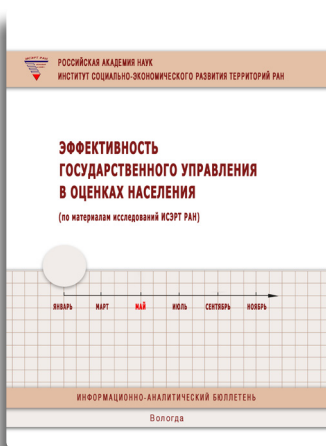 ИСЭРТ РАН
РОССИЙСКАЯ АКАДЕМИЯ НАУК
ИНСТИТУТ СОЦИАЛЬНО-ЭКОНОМИЧЕСКОГО РАЗВИТИЯ ТЕРРИТОРИЙ РАН
ЭФФЕКТИВНОСТЬ
ГОСУДАРСТВЕННОГО УПРАВЛЕНИЯ
В ОЦЕНКАХ НАСЕЛЕНИЯ
(по материалам исследований ИСЭРТ РАН)
ЯНВАРЬ МАРТ МАЙ ИЮЛЬ СЕНТЯБРЬ НОЯБРЬ
ИНФОРМАЦИОННО-АНАЛИТИЧЕСКИЙ БЮЛЛЕТЕНЬ
Вологда